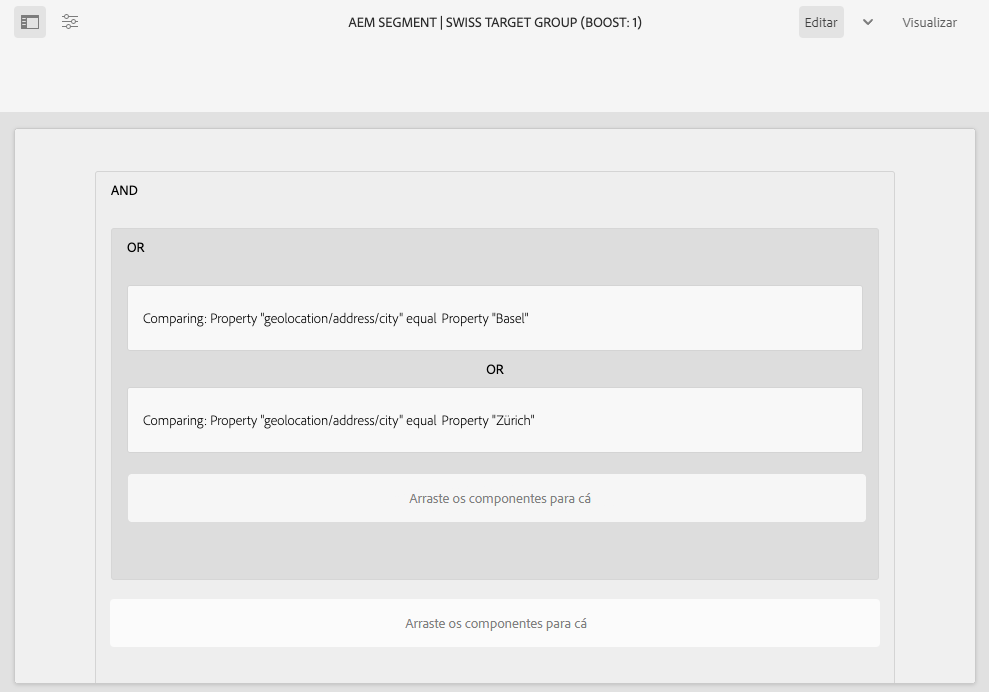 AEM SEGMENT | SWISS TARGET GROUP (BOOST: 1)
Editar
Visualizar
AND
OR
Comparing: Property "geolocation/address/city" equal Property "Basel"
OR
Comparing: Property "geolocation/address/city" equal Property "Zürich"
Arraste os componentes para cá
Arraste os componentes para cá